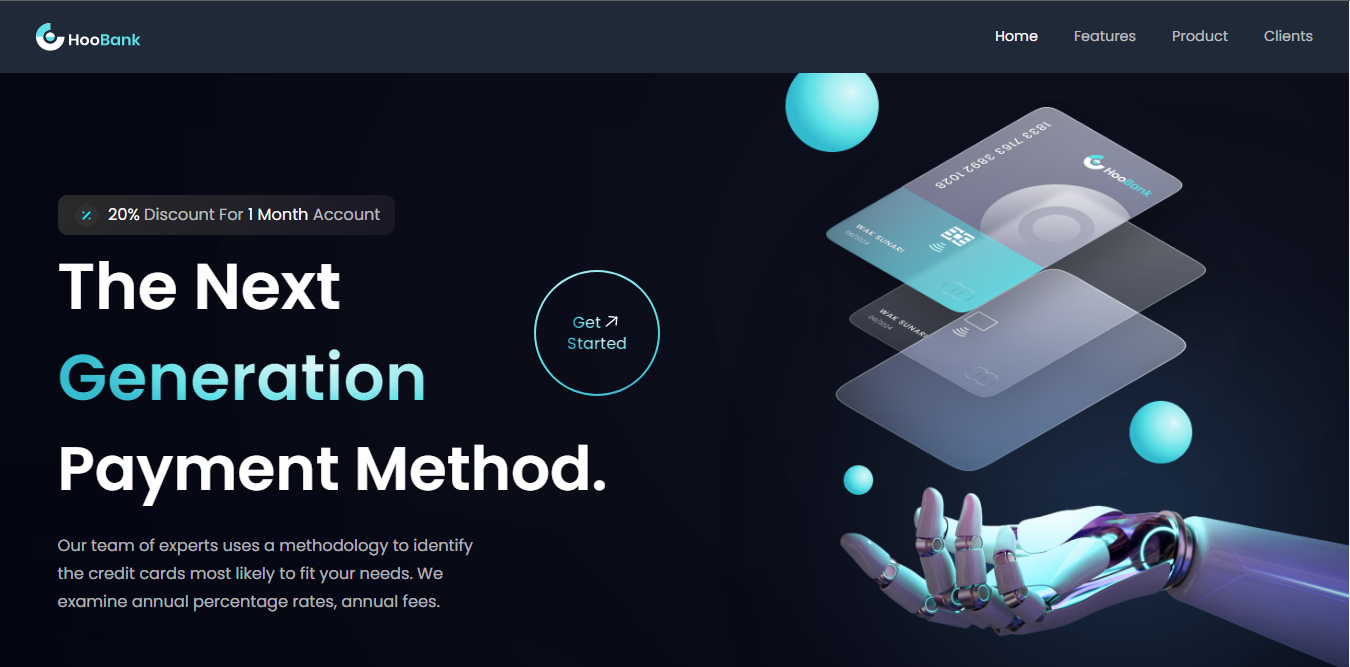 HooBank
Home
Features
Product
Clients
20% Discount For 1 Month Account
The Next
Generation
Payment Method.
Get
Started
Our team of experts uses a methodology to identify
the credit cards most likely to fit your needs. We
examine annual percentage rates, annual fees.
1833 7163 3892 1028
HooBank
WAK SUNARI
09/2024
WAK SUNARI
09/2024